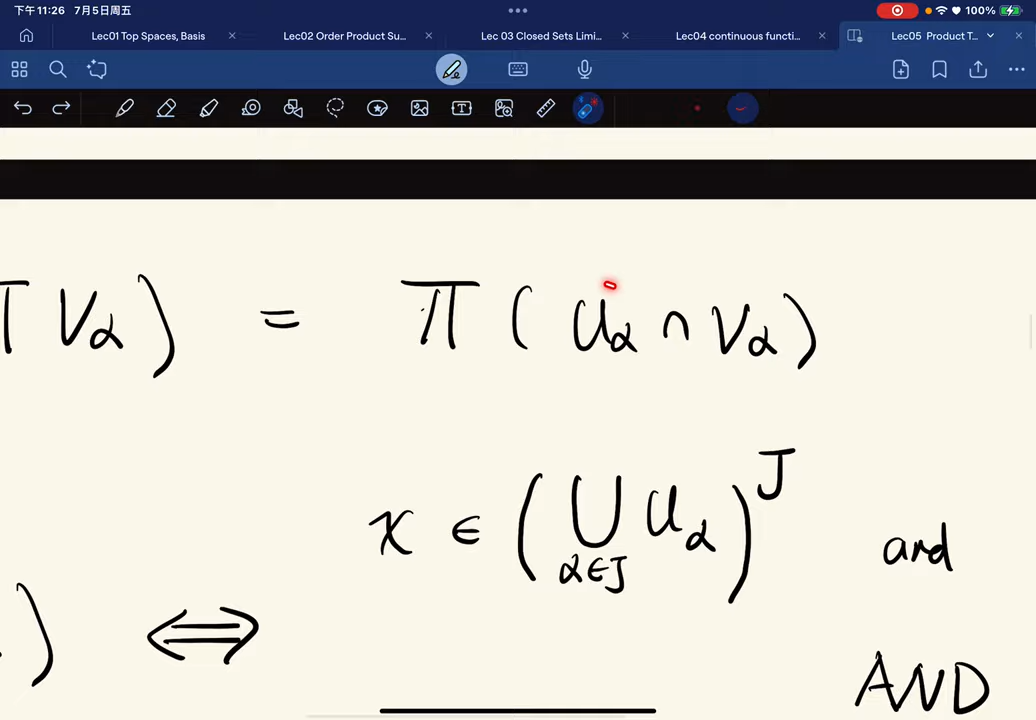 下午11:26 7月5日周五
100%
Lec01 Top Spaces, Basis
Lec02 Order Product Su...
Lec 03 Closed Sets Limi...
Lec04 continuous functi...
Lec05 Product T...
Π Vα) = Π (Uα ∩ Vα)
x ∈ (⋃ Uα)^J and
α∈J
) ⟺
AND